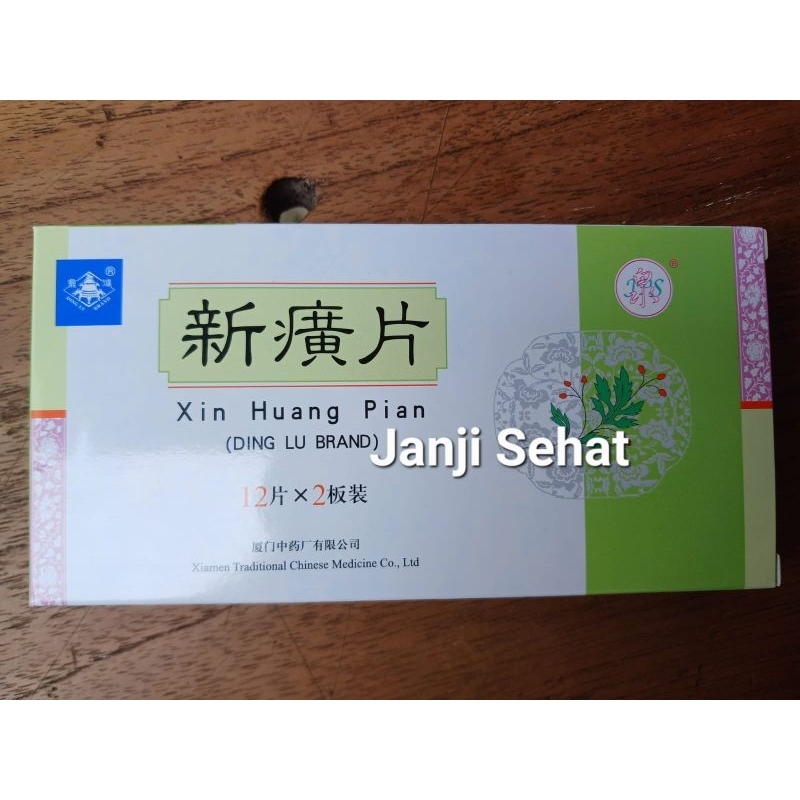 新癀片
Xin Huang Pian
(DING LU BRAND)
Janji Sehat
12片×2板装
厦门中药厂有限公司
Xiamen Traditional Chinese Medicine Co., Ltd